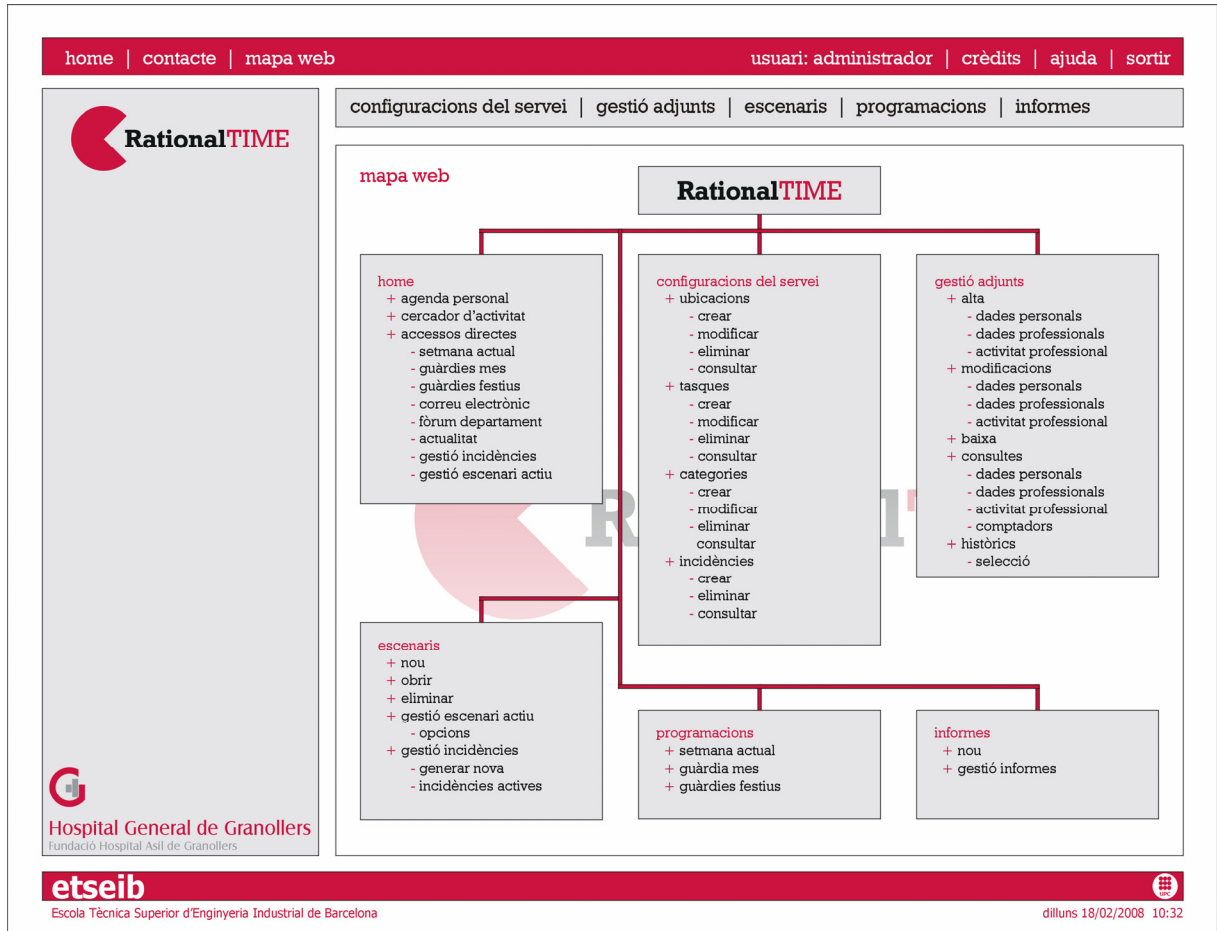 home | contacte | mapa web
usuari: administrador | crèdits | ajuda | sortir
RationalTIME
configuracions del servei | gestió adjunts | escenaris | programacions | informes
mapa web
RationalTIME
home
+ agenda personal
+ cercador d'activitat
+ accessos directes
- setmana actual
- guàrdies mes
- guàrdies festius
- correu electrònic
- fòrum departament
- actualitat
- gestió incidències
- gestió escenari actiu
configuracions del servei
+ ubicacions
- crear
- modificar
- eliminar
- consultar
+ tasques
- crear
- modificar
- eliminar
- consultar
+ categories
- crear
- modificar
- eliminar
consultar
+ incidències
- crear
- eliminar
- consultar
gestió adjunts
+ alta
- dades personals
- dades professionals
- activitat professional
+ modificacions
- dades personals
- dades professionals
- activitat professional
+ baixa
+ consultes
- dades personals
- dades professionals
- activitat professional
- comptadors
+ històrics
- selecció
escenaris
+ nou
+ obrir
+ eliminar
+ gestió escenari actiu
- opcions
+ gestió incidències
- generar nova
- incidències actives
programacions
+ setmana actual
+ guàrdia mes
+ guàrdies festius
informes
+ nou
+ gestió informes
Hospital General de Granollers
Fundació Hospital Asil de Granollers
etseib
UPC
Escola Tècnica Superior d'Enginyeria Industrial de Barcelona
dilluns 18/02/2008 10:32